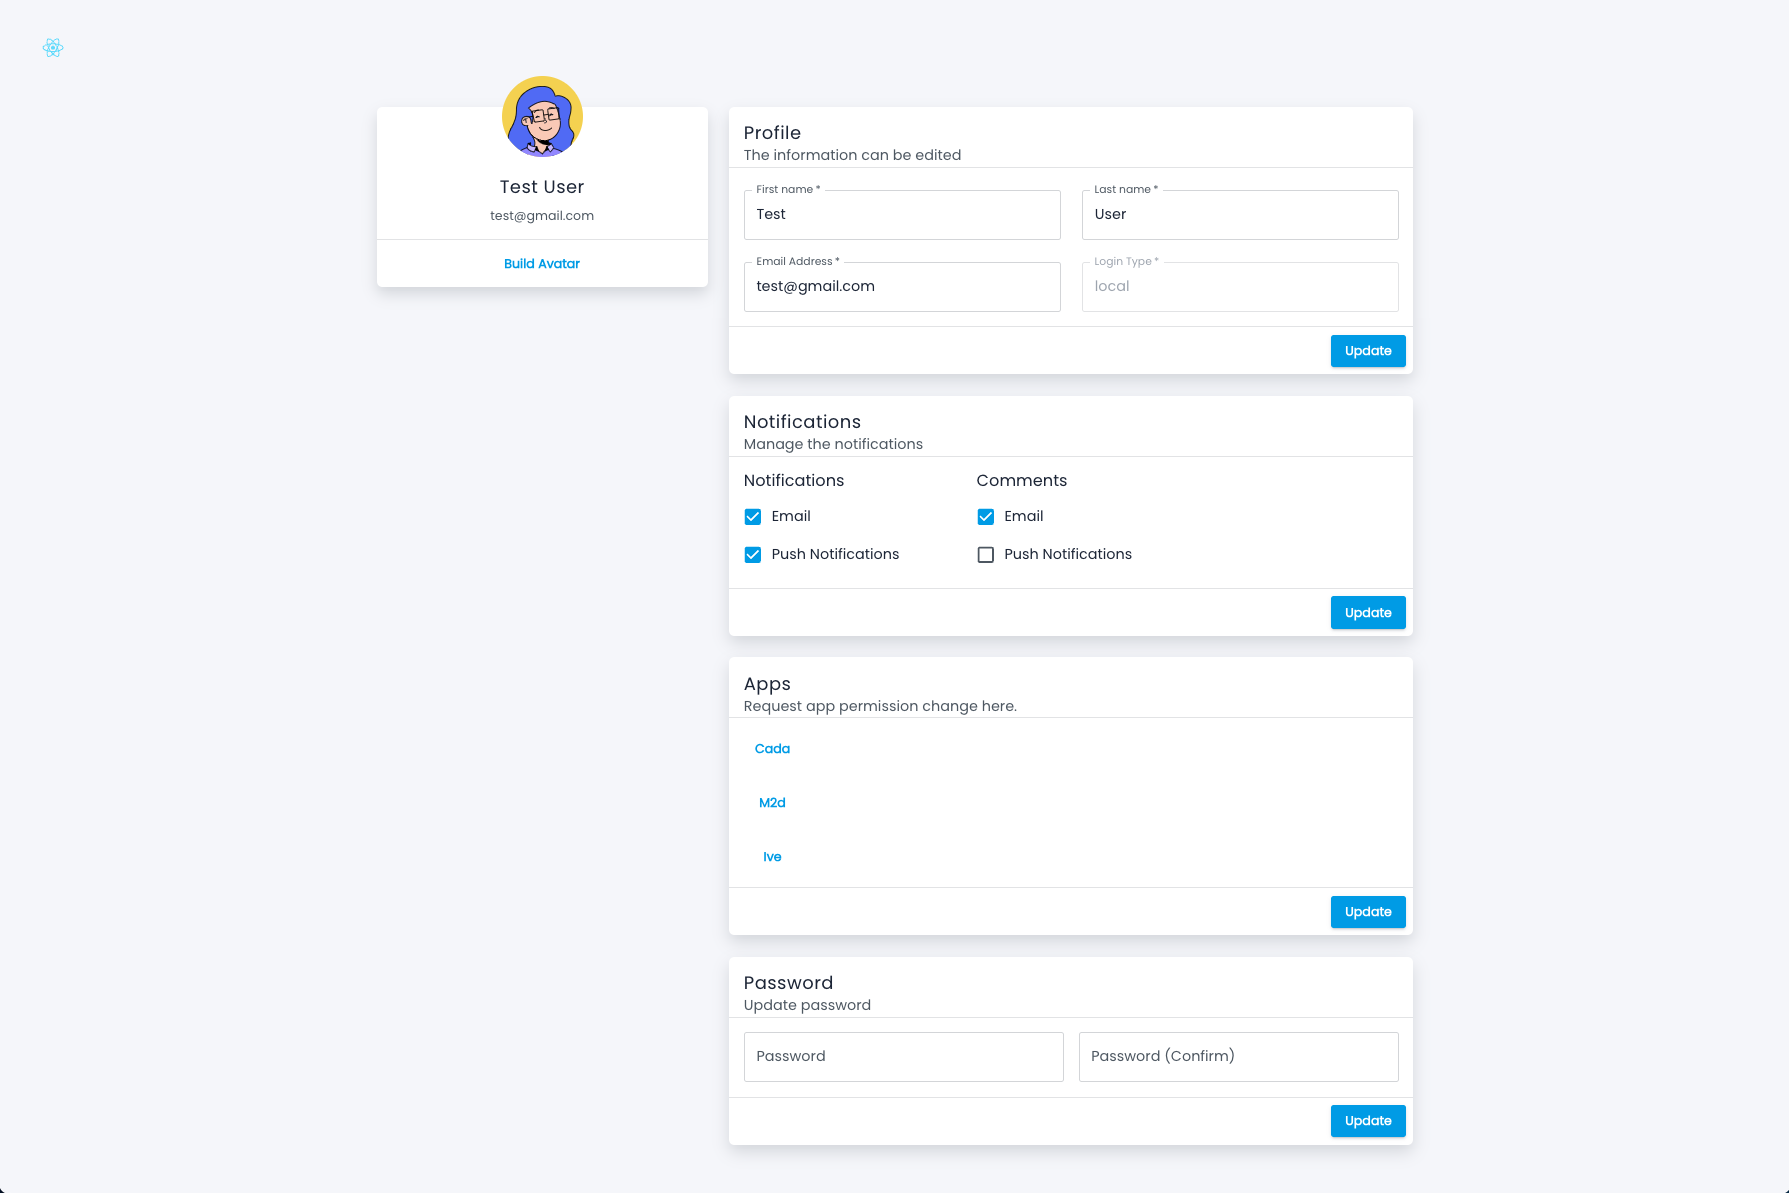 Test User
test@gmail.com
Build Avatar
Profile
The information can be edited
First name *
Test
Last name *
User
Email Address *
test@gmail.com
Login Type *
local
Update
Notifications
Manage the notifications
Notifications
Comments
Email
Email
Push Notifications
Push Notifications
Update
Apps
Request app permission change here.
Cada
M2d
Ive
Update
Password
Update password
Password
Password (Confirm)
Update